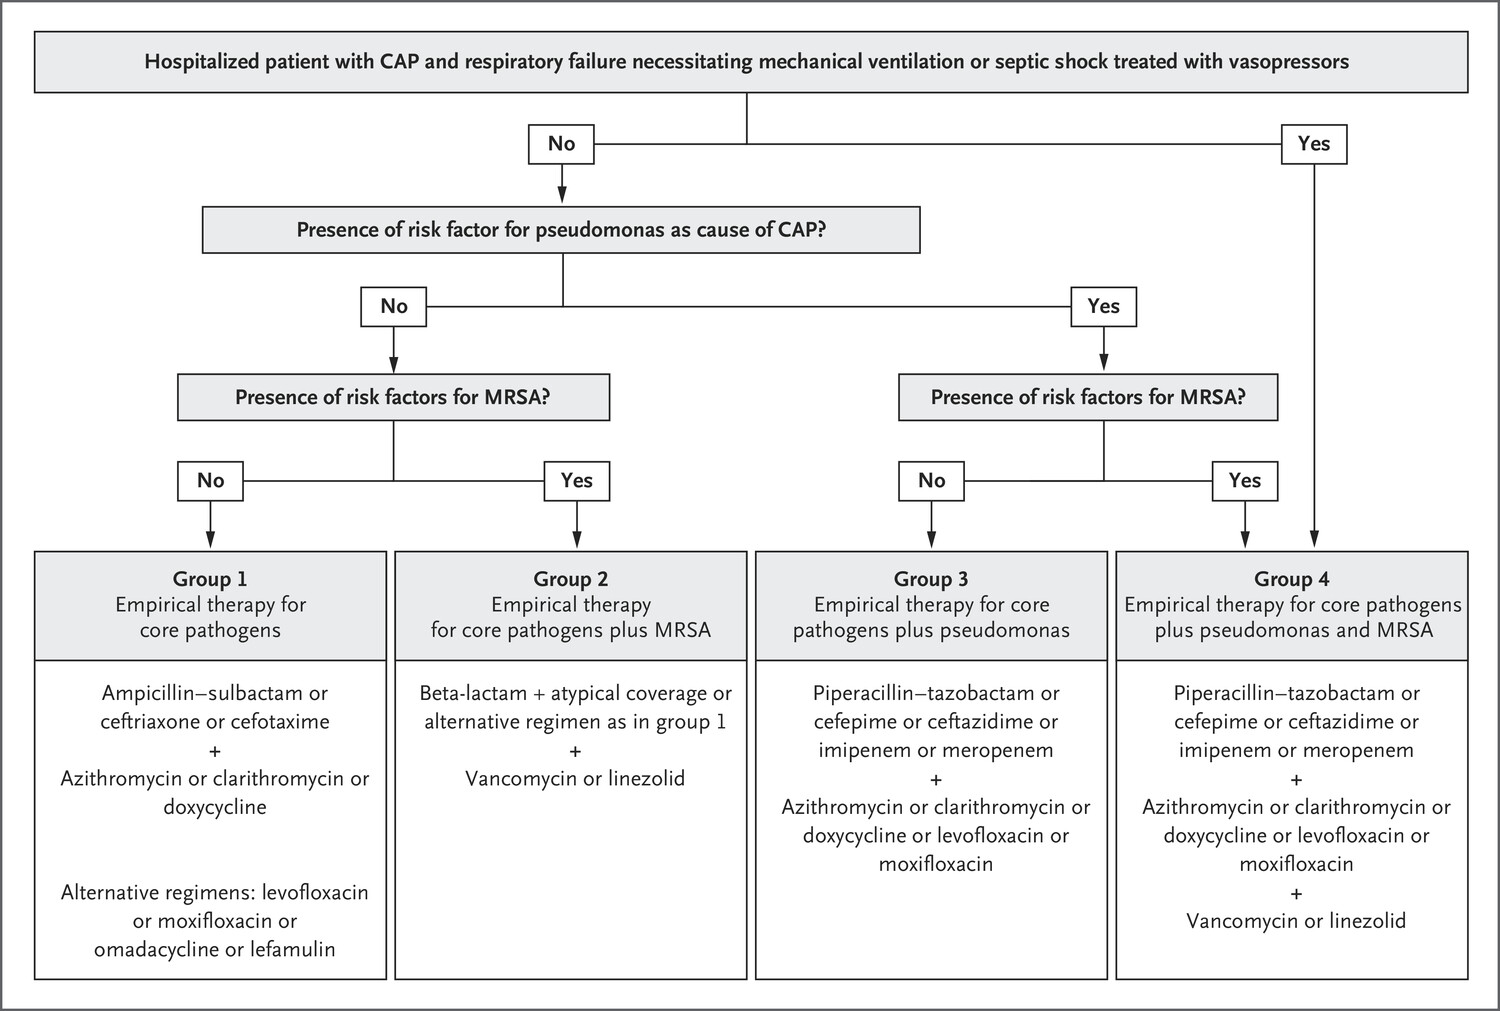 Hospitalized patient with CAP and respiratory failure necessitating mechanical ventilation or septic shock treated with vasopressors
No
Yes
Presence of risk factor for pseudomonas as cause of CAP?
No
Yes
Presence of risk factors for MRSA?
Presence of risk factors for MRSA?
No
Yes
No
Yes
Group 1
Empirical therapy for
core pathogens
Ampicillin–sulbactam or
ceftriaxone or cefotaxime
+
Azithromycin or clarithromycin or
doxycycline
Alternative regimens: levofloxacin
or moxifloxacin or
omadacycline or lefamulin
Group 2
Empirical therapy
for core pathogens plus MRSA
Beta-lactam + atypical coverage or
alternative regimen as in group 1
+
Vancomycin or linezolid
Group 3
Empirical therapy for core
pathogens plus pseudomonas
Piperacillin–tazobactam or
cefepime or ceftazidime or
imipenem or meropenem
+
Azithromycin or clarithromycin or
doxycycline or levofloxacin or
moxifloxacin
Group 4
Empirical therapy for core pathogens
plus pseudomonas and MRSA
Piperacillin–tazobactam or
cefepime or ceftazidime or
imipenem or meropenem
+
Azithromycin or clarithromycin or
doxycycline or levofloxacin or
moxifloxacin
+
Vancomycin or linezolid